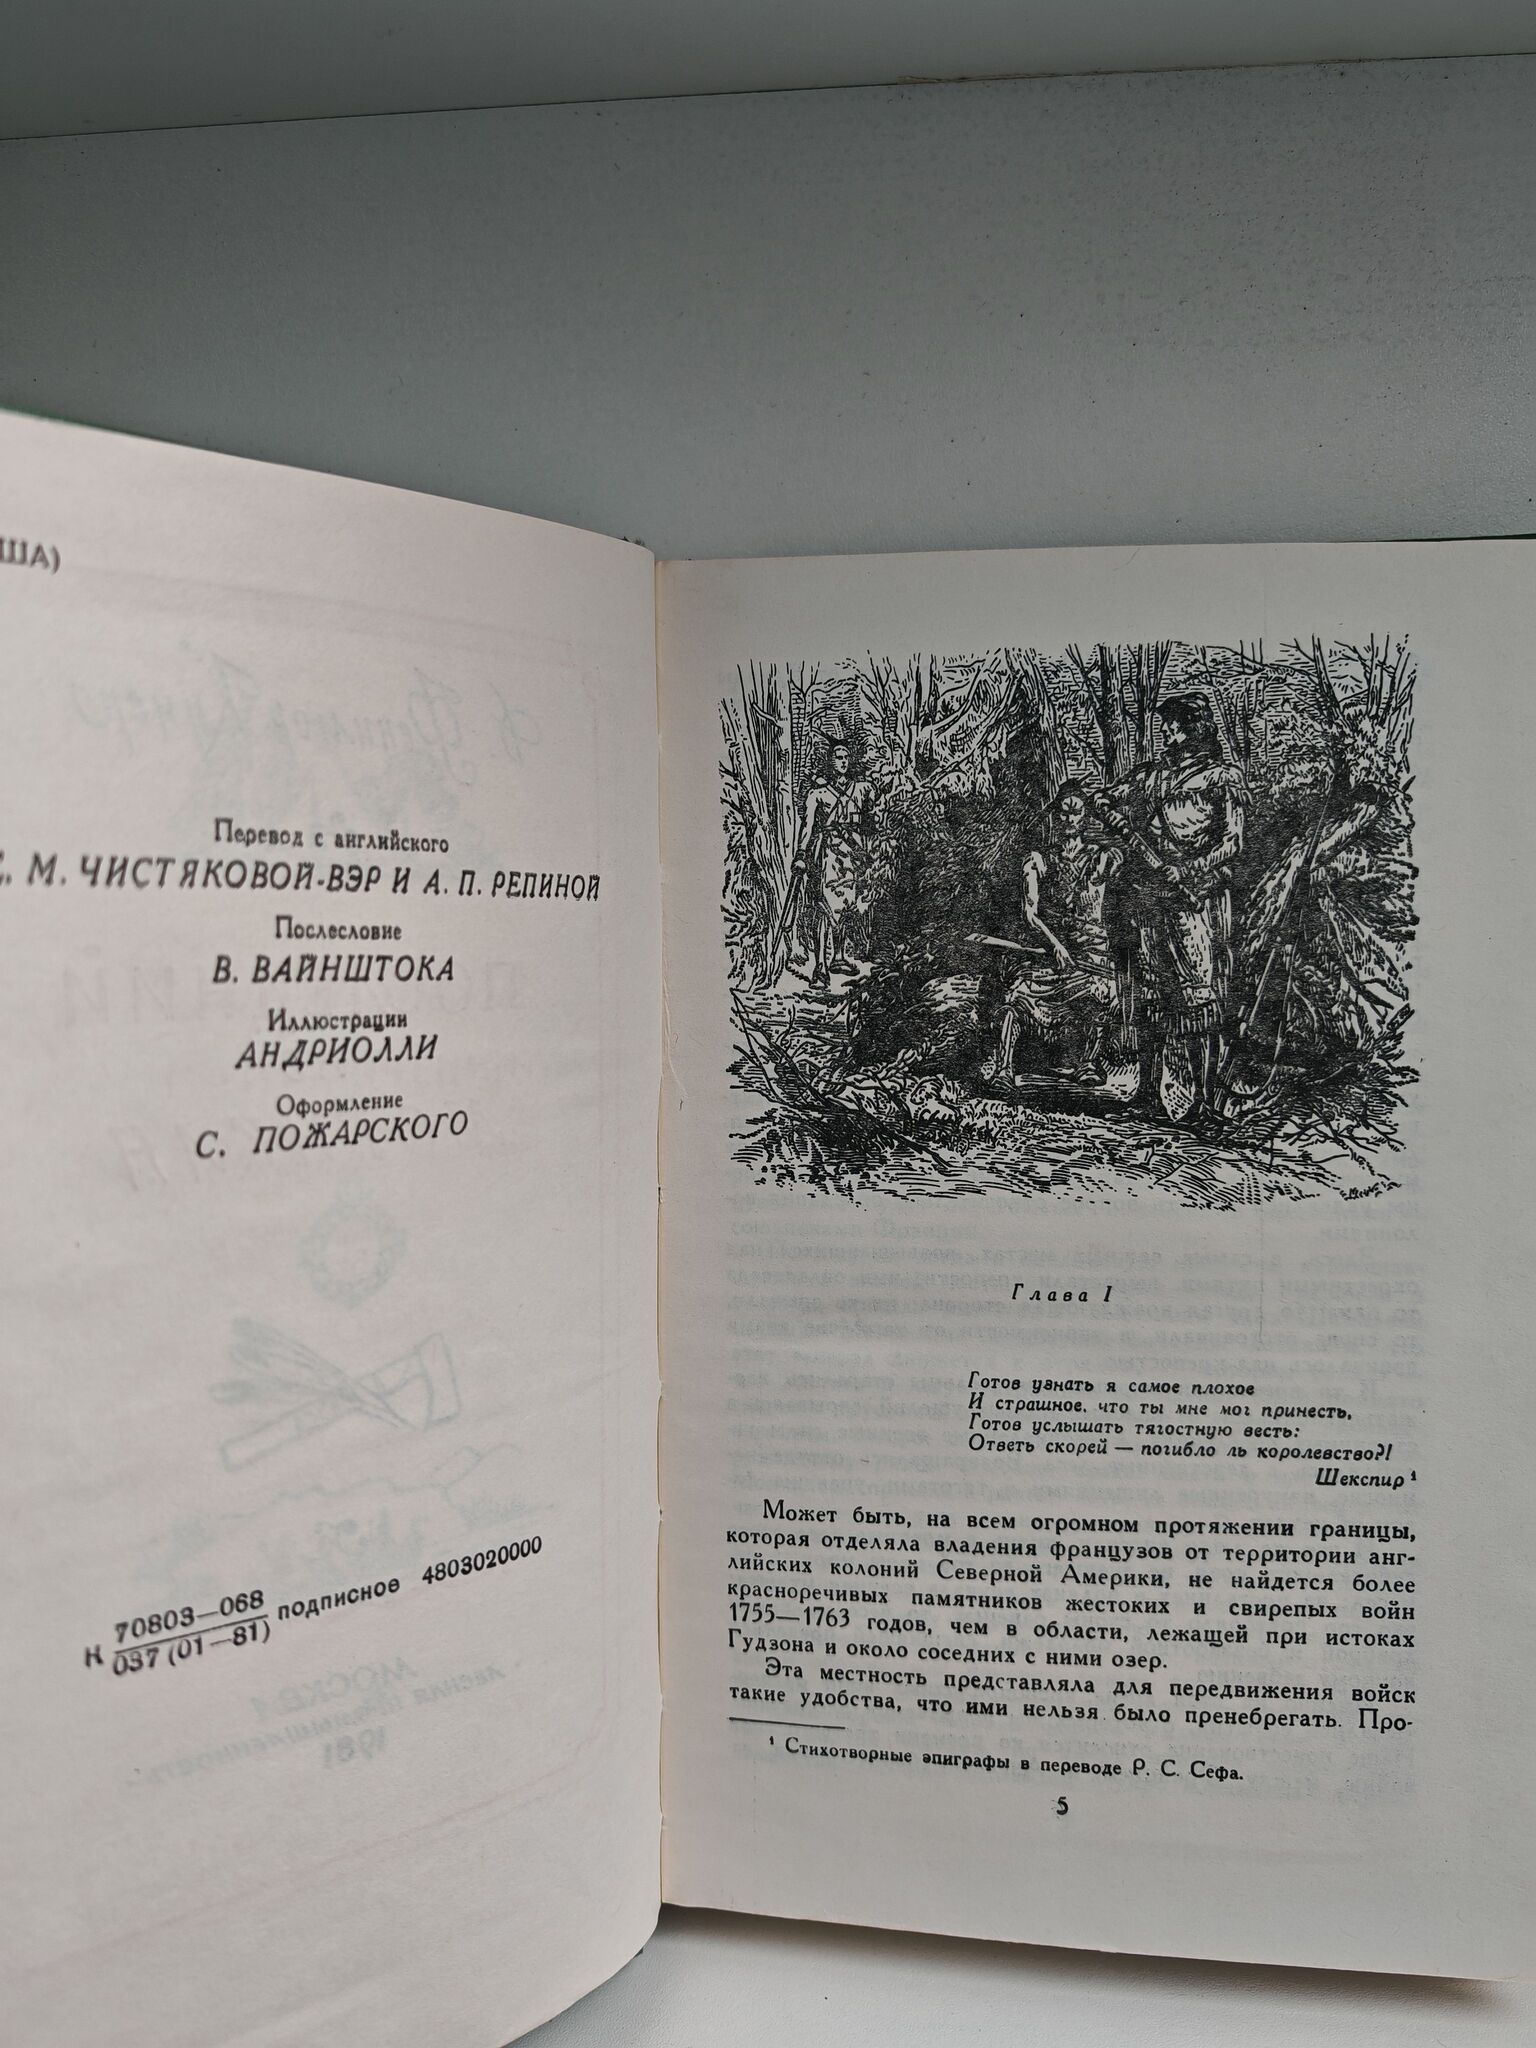 США)
Перевод с английского
Е. М. ЧИСТЯКОВОЙ-ВЭР И А. П. РЕПИНОЙ
Послесловие
В. ВАЙНШТОКА
Иллюстрации
АНДРИОЛЛИ
Оформление
С. ПОЖАРСКОГО
К 70803—068
037 (01—81) подписное 4803020000
Глава I
Готов узнать я самое плохое
И страшное, что ты мне мог принесть,
Готов услышать тягостную весть:
Ответь скорей — погибло ль королевство?!
Шекспир ¹
Может быть, на всем огромном протяжении границы,
которая отделяла владения французов от территории анг-
лийских колоний Северной Америки, не найдется более
красноречивых памятников жестоких и свирепых войн
1755—1763 годов, чем в области, лежащей при истоках
Гудзона и около соседних с ними озер.
Эта местность представляла для передвижения войск
такие удобства, что ими нельзя было пренебрегать. Про-
¹ Стихотворные эпиграфы в переводе Р. С. Сефа.
5